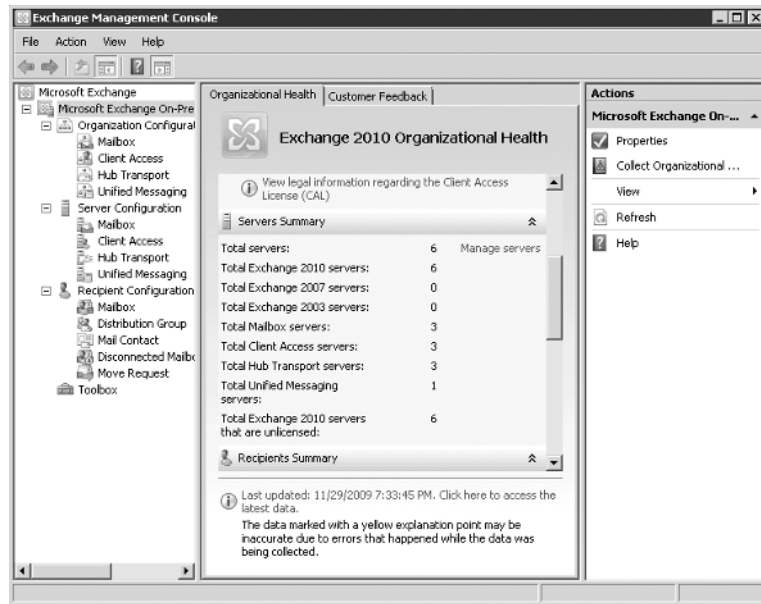 Exchange Management Console
File Action View Help
Microsoft Exchange
Microsoft Exchange On-Pre
Organization Configurat
Mailbox
Client Access
Hub Transport
Unified Messaging
Server Configuration
Mailbox
Client Access
Hub Transport
Unified Messaging
Recipient Configuration
Mailbox
Distribution Group
Mail Contact
Disconnected Mailbo
Move Request
Toolbox
Organizational Health Customer Feedback
Exchange 2010 Organizational Health
View legal information regarding the Client Access
License (CAL)
Servers Summary
Total servers: 6 Manage servers
Total Exchange 2010 servers: 6
Total Exchange 2007 servers: 0
Total Exchange 2003 servers: 0
Total Mailbox servers: 3
Total Client Access servers: 3
Total Hub Transport servers: 3
Total Unified Messaging
servers: 1
Total Exchange 2010 servers
that are unlicensed: 6
Recipients Summary
Last updated: 11/29/2009 7:33:45 PM. Click here to access the
latest data.
The data marked with a yellow explanation point may be
inaccurate due to errors that happened while the data was
being collected.
Actions
Microsoft Exchange On-...
Properties
Collect Organizational ...
View
Refresh
Help